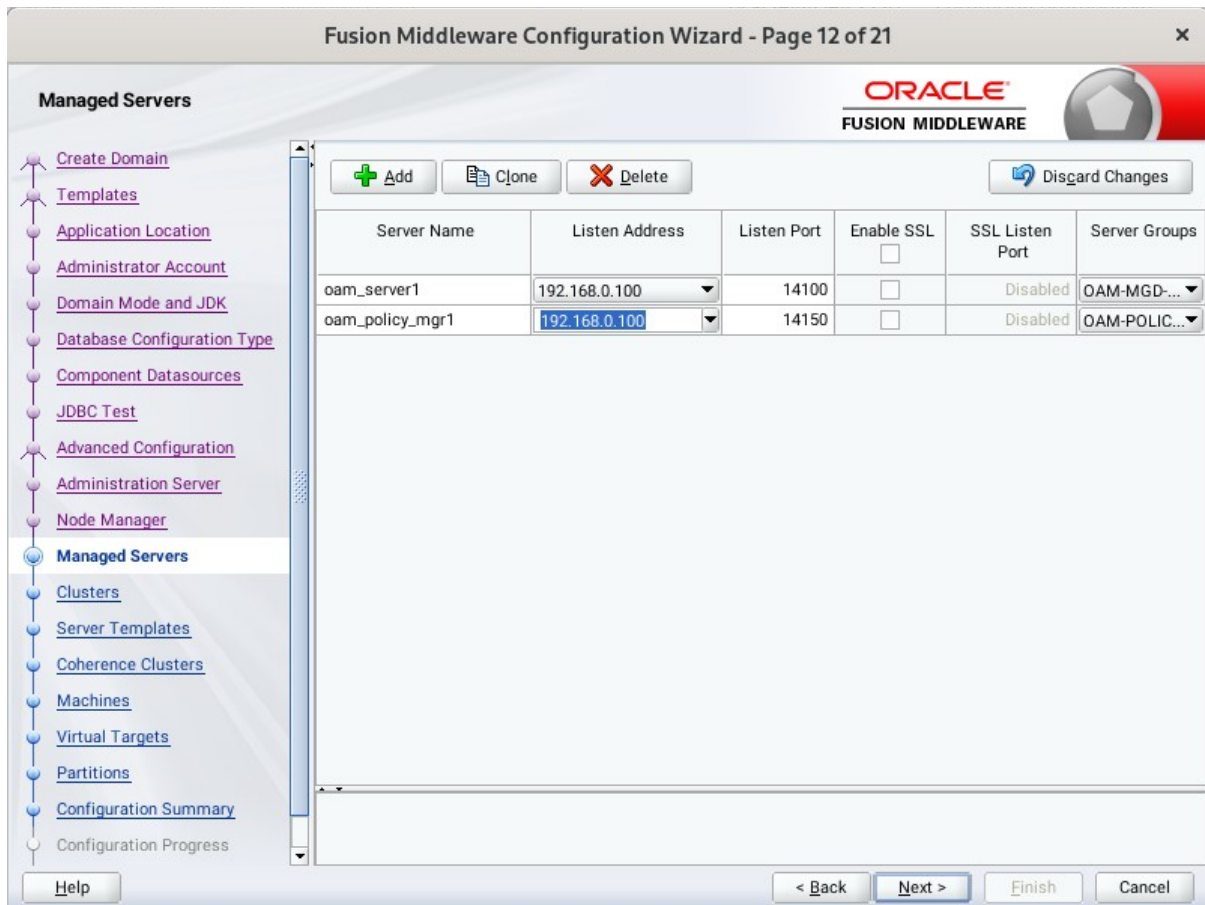 Fusion Middleware Configuration Wizard - Page 12 of 21
Managed Servers
ORACLE
FUSION MIDDLEWARE
Create Domain
Templates
Application Location
Administrator Account
Domain Mode and JDK
Database Configuration Type
Component Datasources
JDBC Test
Advanced Configuration
Administration Server
Node Manager
Managed Servers
Clusters
Server Templates
Coherence Clusters
Machines
Virtual Targets
Partitions
Configuration Summary
Configuration Progress
Add Clone Delete Discard Changes
Server Name Listen Address Listen Port Enable SSL SSL Listen Port Server Groups
oam_server1 192.168.0.100 14100 Disabled OAM-MGD-...
oam_policy_mgr1 192.168.0.100 14150 Disabled OAM-POLIC...
Help < Back Next > Finish Cancel